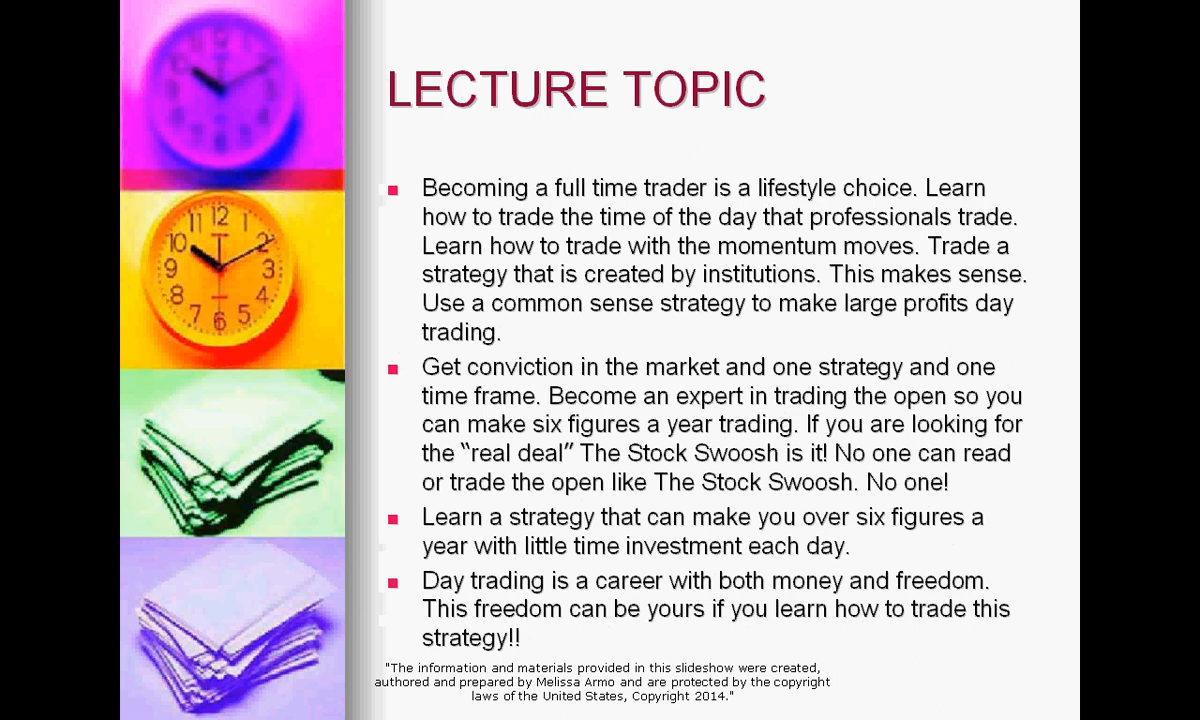 LECTURE TOPIC
Becoming a full time trader is a lifestyle choice. Learn
how to trade the time of the day that professionals trade.
Learn how to trade with the momentum moves. Trade a
strategy that is created by institutions. This makes sense.
Use a common sense strategy to make large profits day
trading.
Get conviction in the market and one strategy and one
time frame. Become an expert in trading the open so you
can make six figures a year trading. If you are looking for
the “real deal” The Stock Swoosh is it! No one can read
or trade the open like The Stock Swoosh. No one!
Learn a strategy that can make you over six figures a
year with little time investment each day.
Day trading is a career with both money and freedom.
This freedom can be yours if you learn how to trade this
strategy!!
"The information and materials provided in this slideshow were created,
authored and prepared by Melissa Armo and are protected by the copyright
laws of the United States, Copyright 2014."